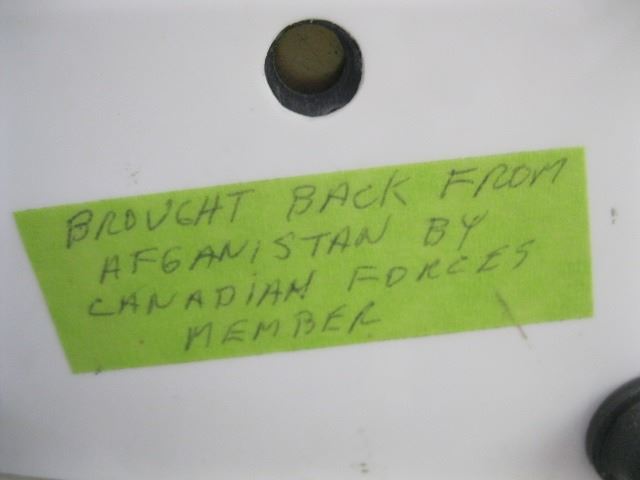 BROUGHT BACK FROM
AFGANISTAN BY
CANADIAN FORCES
MEMBER